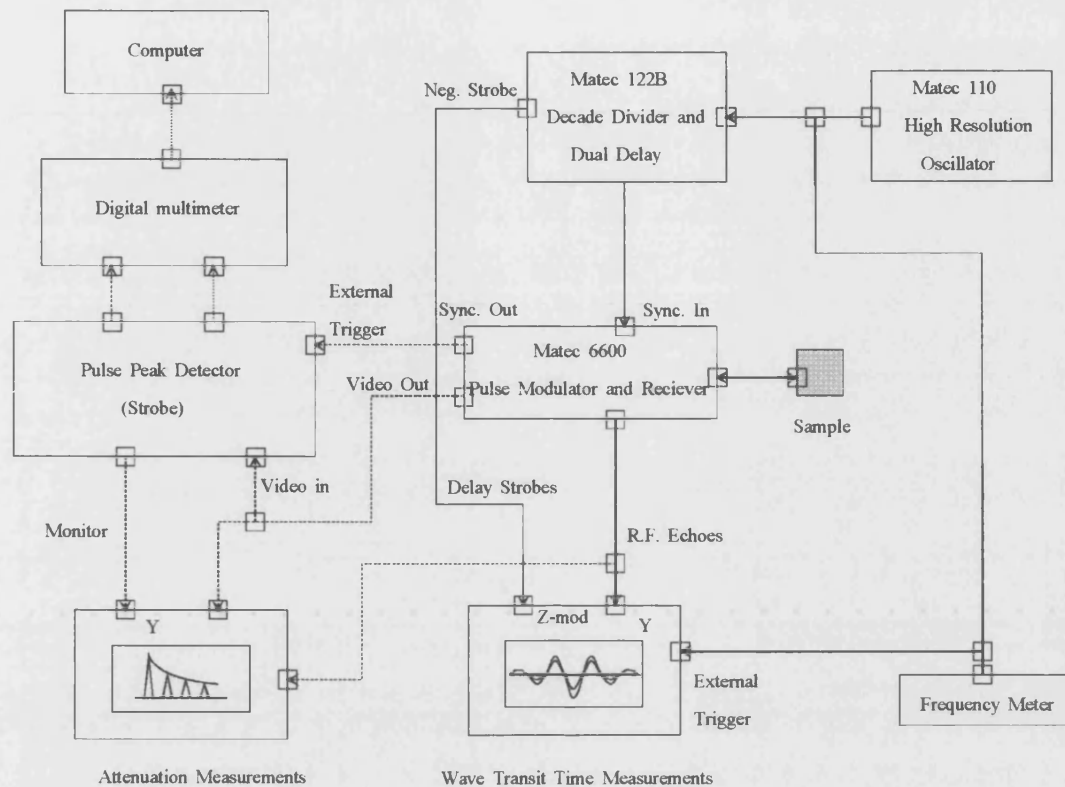 Computer
Matec 122B
Decade Divider and
Dual Delay
Matec 110
High Resolution
Oscillator
Neg. Strobe
Digital multimeter
External
Trigger
Sync. Out
Sync. In
Pulse Peak Detector
(Strobe)
Matec 6600
Pulse Modulator and Reciever
Video Out
Sample
Video in
Delay Strobes
Monitor
R.F. Echoes
Y
Z-mod
Y
External
Trigger
Frequency Meter
Attenuation Measurements
Wave Transit Time Measurements